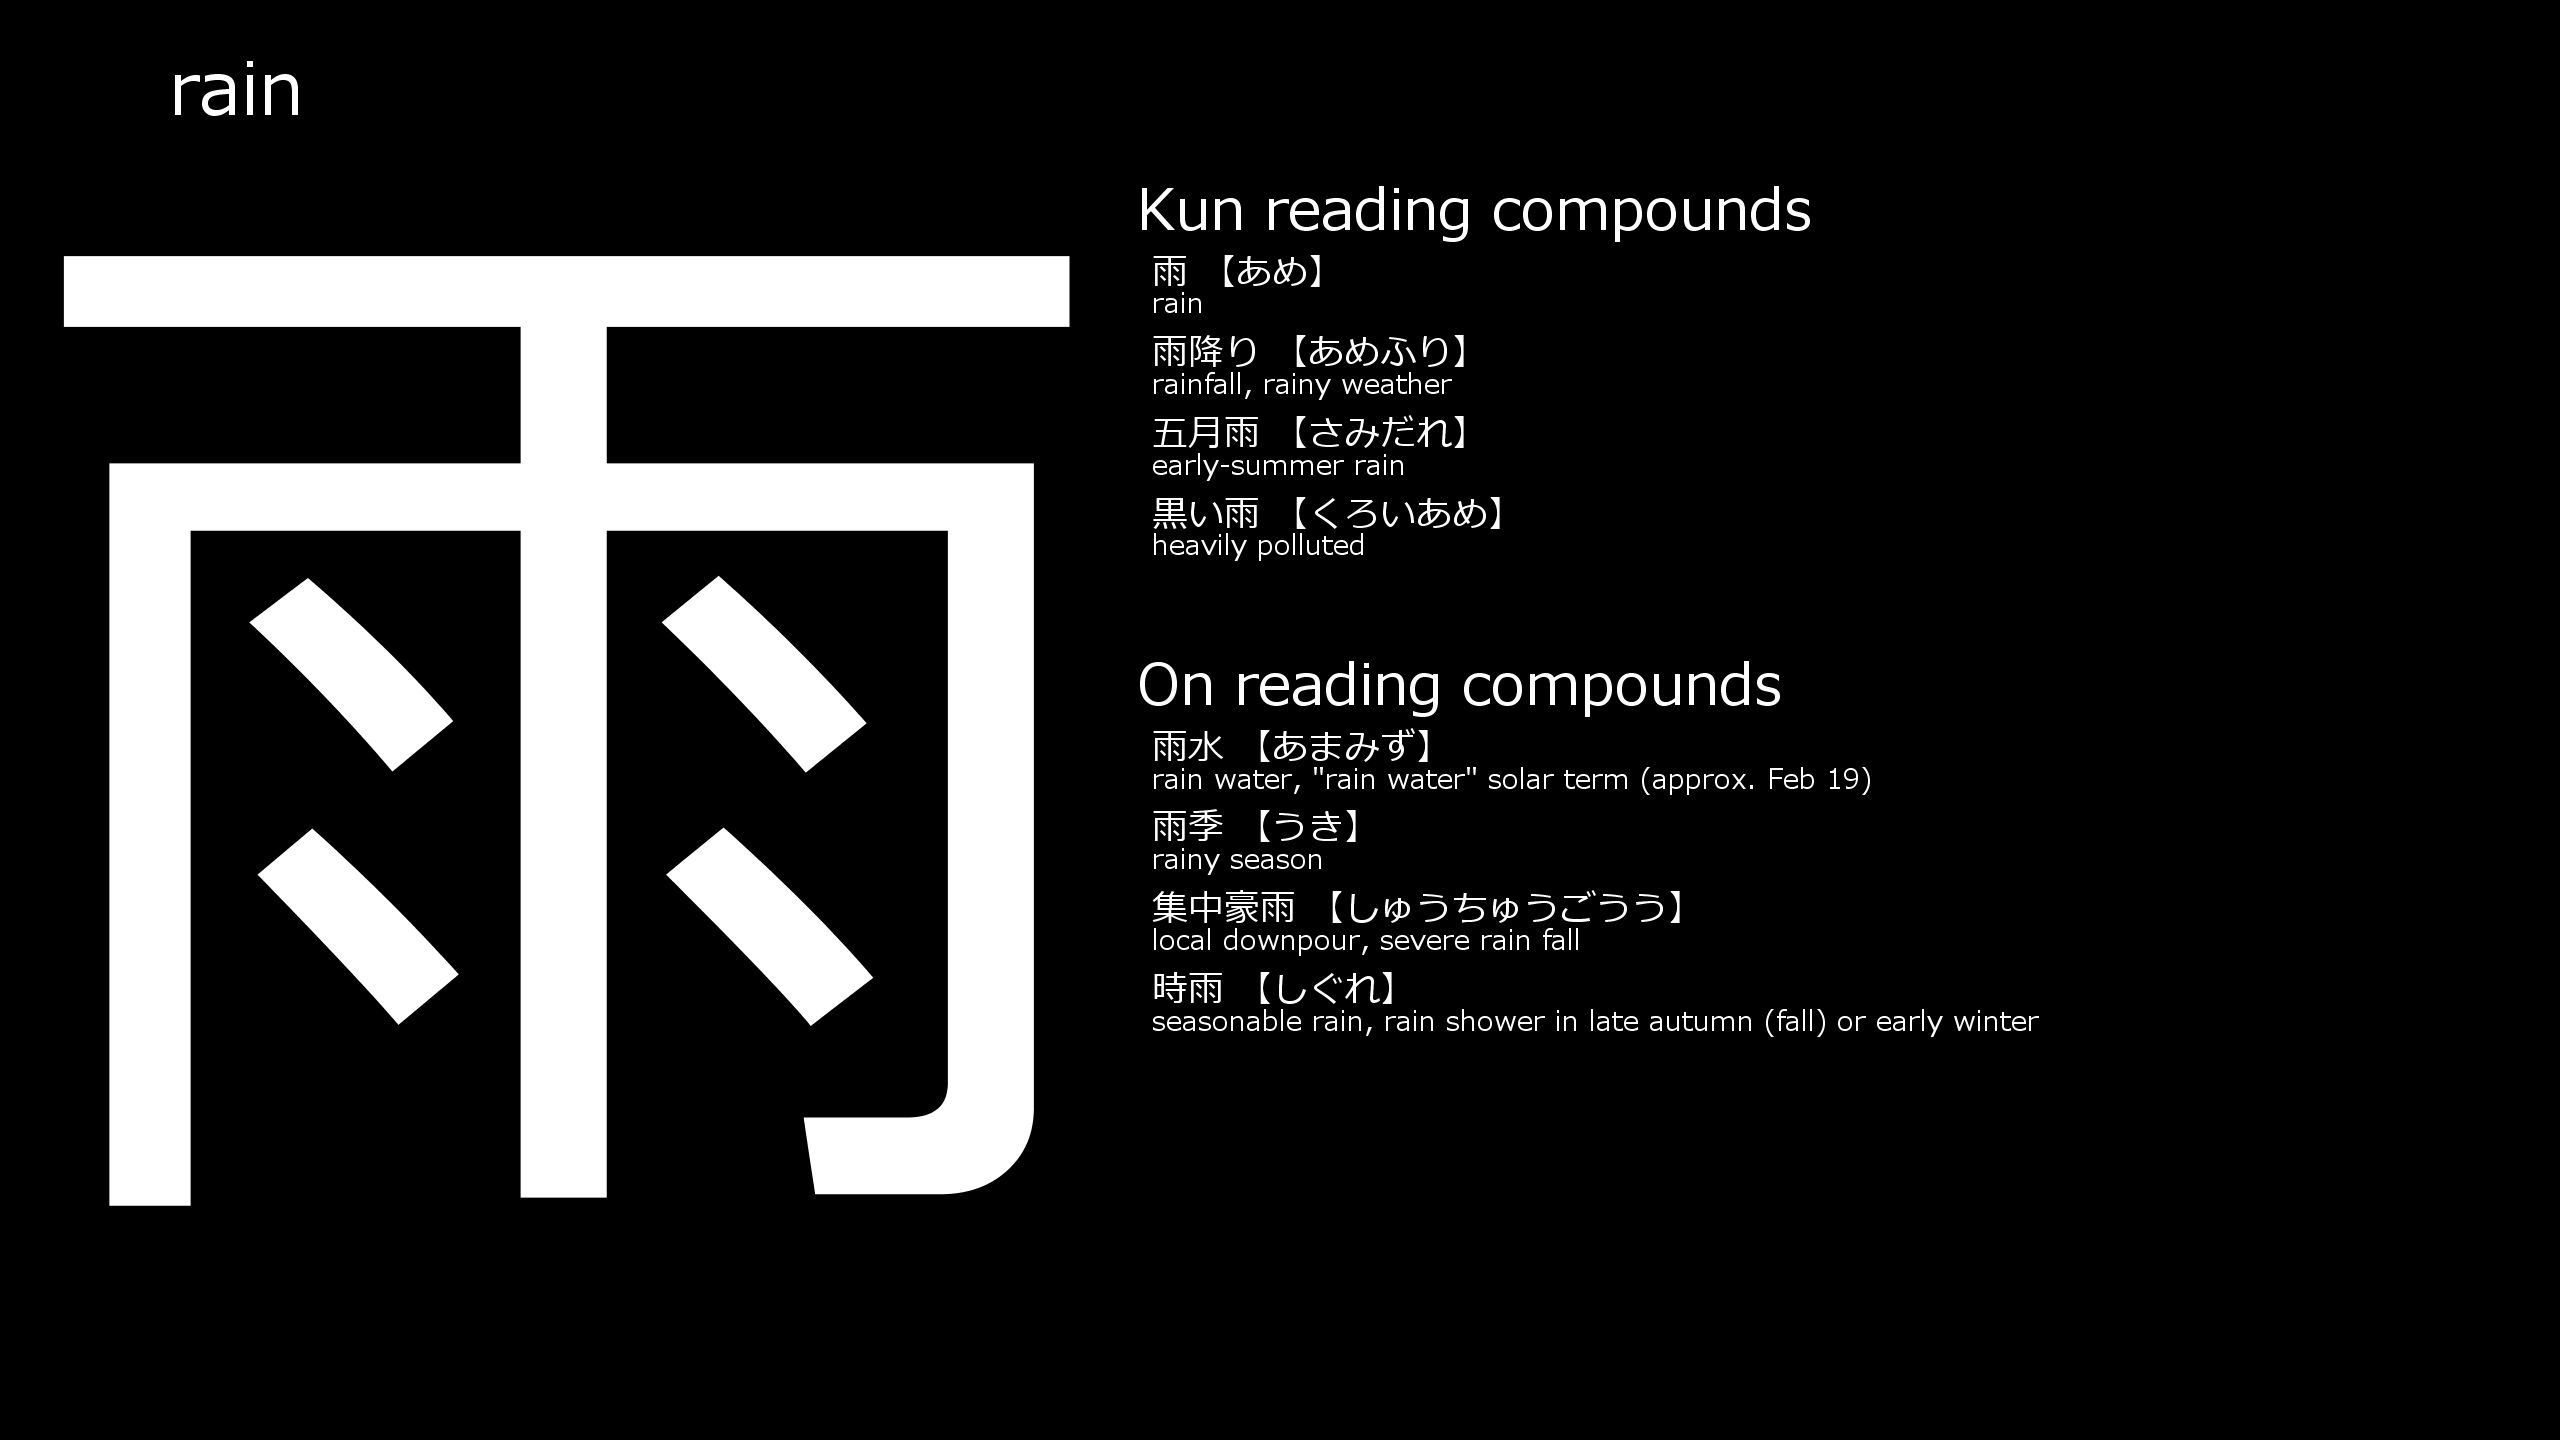 rain
雨
Kun reading compounds
雨 【あめ】
rain
雨降り 【あめふり】
rainfall, rainy weather
五月雨 【さみだれ】
early-summer rain
黒い雨 【くろいあめ】
heavily polluted
On reading compounds
雨水 【あまみず】
rain water, "rain water" solar term (approx. Feb 19)
雨季 【うき】
rainy season
集中豪雨 【しゅうちゅうごうう】
local downpour, severe rain fall
時雨 【しぐれ】
seasonable rain, rain shower in late autumn (fall) or early winter